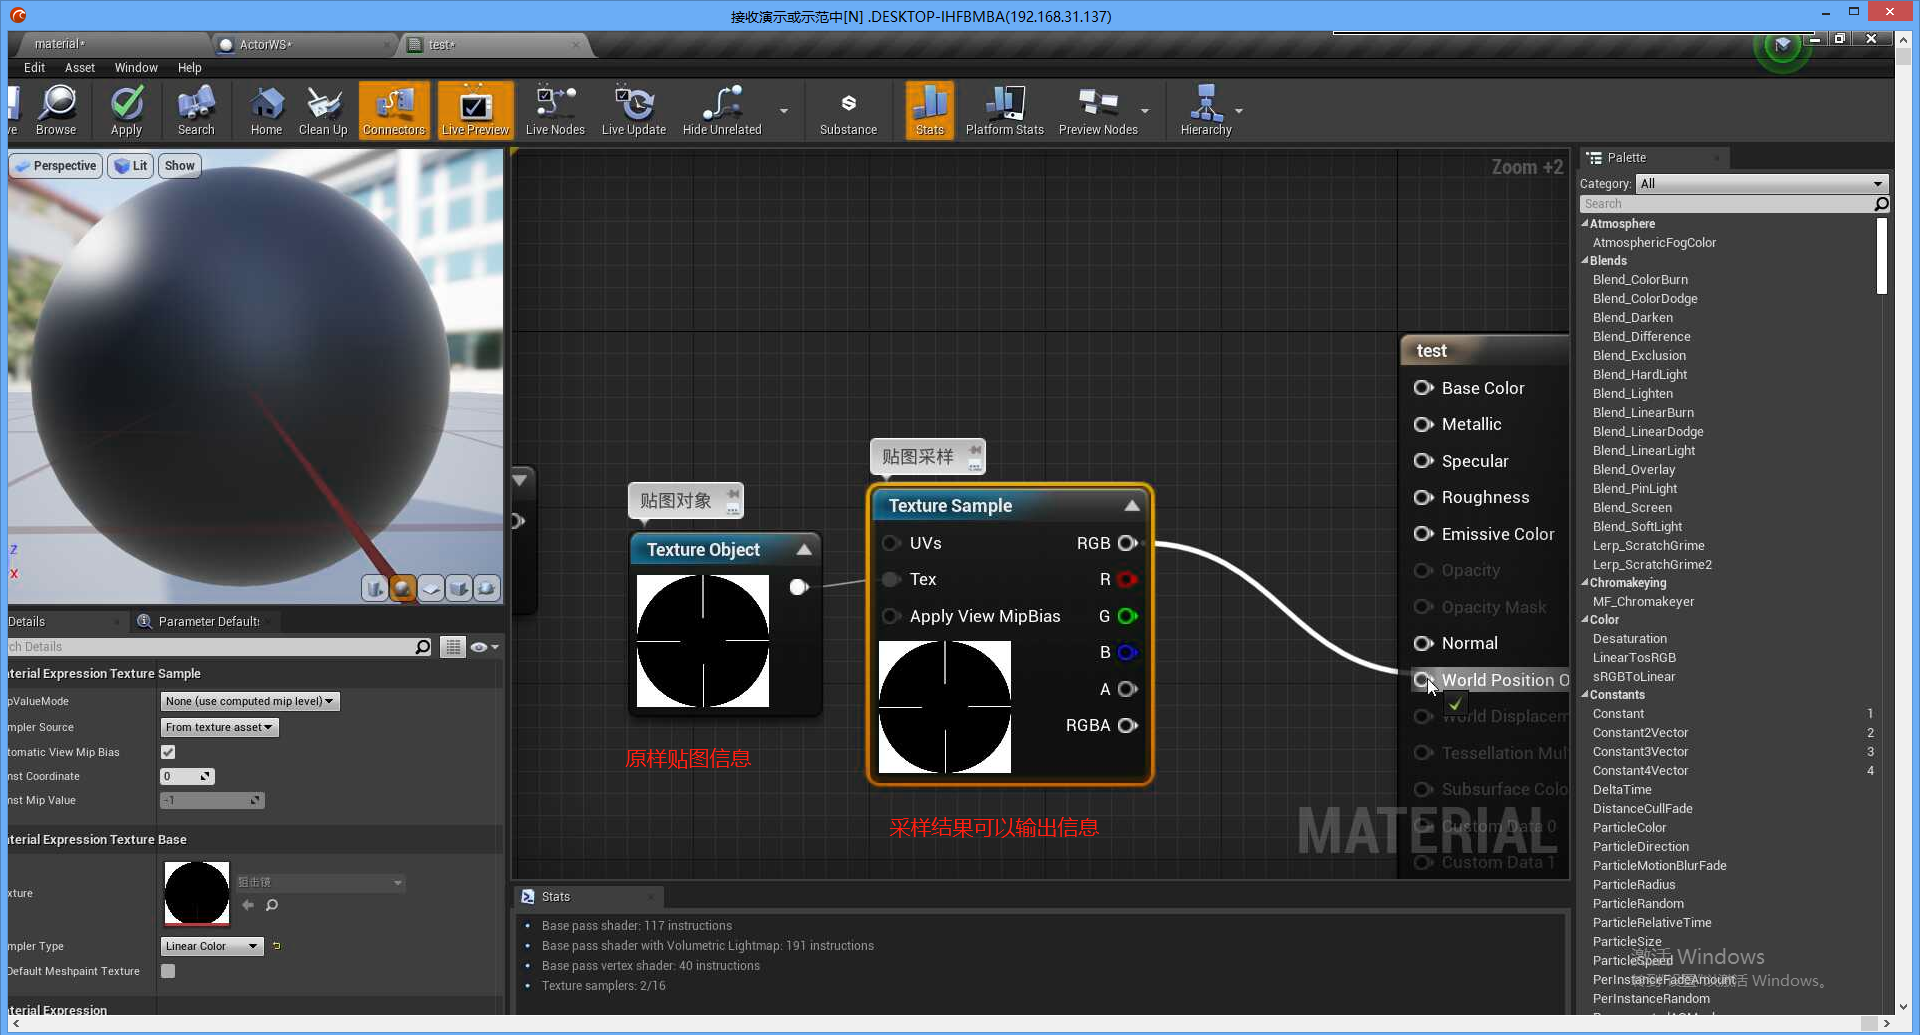 接收演示或示范中[N] .DESKTOP-IHFBMBA(192.168.31.137)
material*
ActorWS*
test*
Edit
Asset
Window
Help
ve
Browse
Apply
Search
Home
Clean Up
Connectors
Live Preview
Live Nodes
Live Update
Hide Unrelated
Substance
Stats
Platform Stats
Preview Nodes
Hierarchy
Perspective
Lit
Show
Z
X
Details
Parameter Defaults
ch Details
terial Expression Texture Sample
pValueMode
None (use computed mip level)
mpler Source
From texture asset
tomatic View Mip Bias
nst Coordinate
0
nst Mip Value
-1
terial Expression Texture Base
xture
狙击镜
mpler Type
Linear Color
Default Meshpaint Texture
terial Expression
Zoom +2
贴图对象
Texture Object
原样贴图信息
贴图采样
Texture Sample
UVs
Tex
Apply View MipBias
RGB
R
G
B
A
RGBA
采样结果可以输出信息
test
Base Color
Metallic
Specular
Roughness
Emissive Color
Opacity
Opacity Mask
Normal
World Position O
World Displacem
Tessellation Mul
Subsurface Colo
Custom Data 0
Custom Data 1
MATERIAL
Stats
Base pass shader: 117 instructions
Base pass shader with Volumetric Lightmap: 191 instructions
Base pass vertex shader: 40 instructions
Texture samplers: 2/16
Palette
Category:
All
Search
Atmosphere
AtmosphericFogColor
Blends
Blend_ColorBurn
Blend_ColorDodge
Blend_Darken
Blend_Difference
Blend_Exclusion
Blend_HardLight
Blend_Lighten
Blend_LinearBurn
Blend_LinearDodge
Blend_LinearLight
Blend_Overlay
Blend_PinLight
Blend_Screen
Blend_SoftLight
Lerp_ScratchGrime
Lerp_ScratchGrime2
Chromakeying
MF_Chromakeyer
Color
Desaturation
LinearTosRGB
sRGBToLinear
Constants
Constant 1
Constant2Vector 2
Constant3Vector 3
Constant4Vector 4
DeltaTime
DistanceCullFade
ParticleColor
ParticleDirection
ParticleMotionBlurFade
ParticleRadius
ParticleRandom
ParticleRelativeTime
ParticleSize
ParticleSpeed
PerInstanceFadeAmount
PerInstanceRandom
激活 Windows
转到"设置"以激活 Windows。